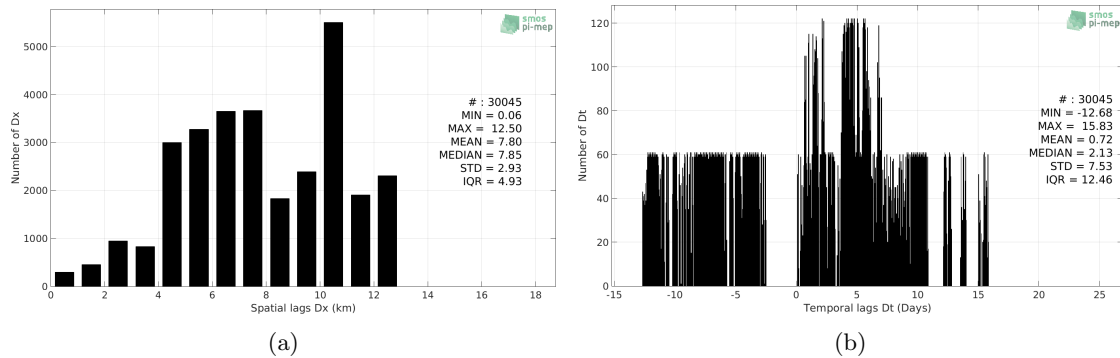 smos
pi-mep
5000
4000
3000
2000
1000
0
Number of Dx
# : 30045
MIN = 0.06
MAX = 12.50
MEAN = 7.80
MEDIAN = 7.85
STD = 2.93
IQR = 4.93
0 2 4 6 8 10 12 14 16 18
Spatial lags Dx (km)
(a)
smos
pi-mep
120
100
80
60
40
20
0
Number of Dt
# : 30045
MIN = -12.68
MAX = 15.83
MEAN = 0.72
MEDIAN = 2.13
STD = 7.53
IQR = 12.46
-15 -10 -5 0 5 10 15 20 25
Temporal lags Dt (Days)
(b)